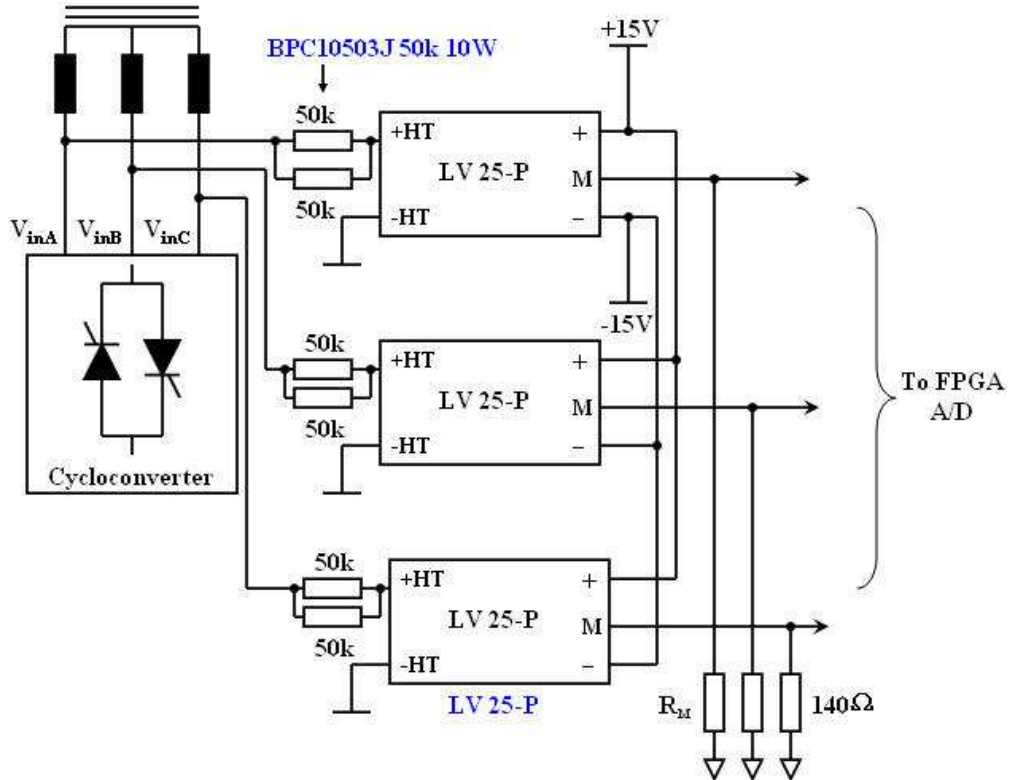 BPC10503J 50k 10W
+15V
50k
+HT
+
LV 25-P
M
50k
-HT
−
VinA
VinB
VinC
-15V
50k
+HT
+
LV 25-P
M
50k
-HT
−
To FPGA
A/D
Cycloconverter
50k
+HT
+
LV 25-P
M
50k
-HT
−
LV 25-P
RM
140Ω